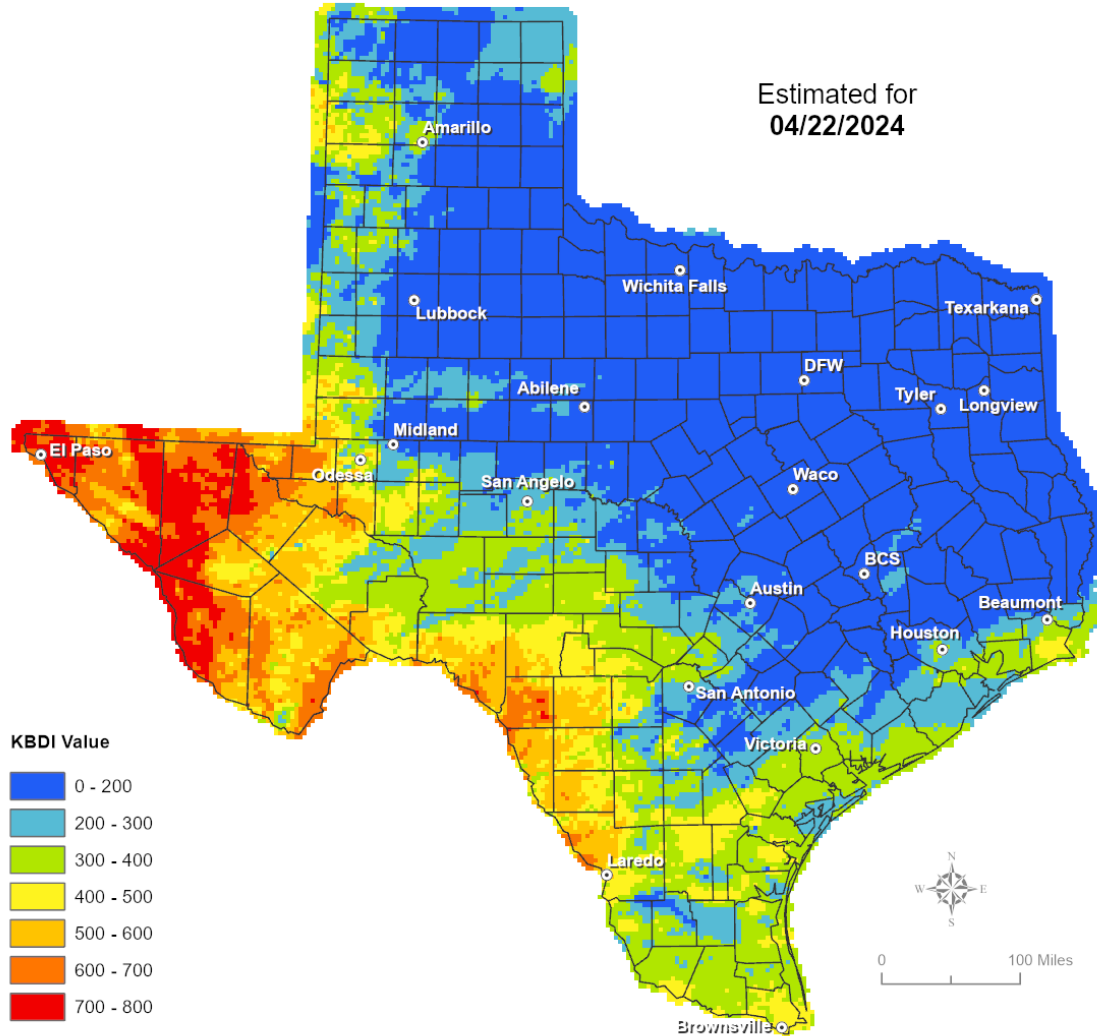 Estimated for
04/22/2024
Amarillo
Wichita Falls
Lubbock
Texarkana
DFW
Abilene
Tyler
Longview
Midland
El Paso
Odessa
San Angelo
Waco
BCS
Austin
Beaumont
Houston
San Antonio
Victoria
KBDI Value
0 - 200
200 - 300
300 - 400
400 - 500
500 - 600
600 - 700
700 - 800
Laredo
N
W E
S
0 100 Miles
Brownsville